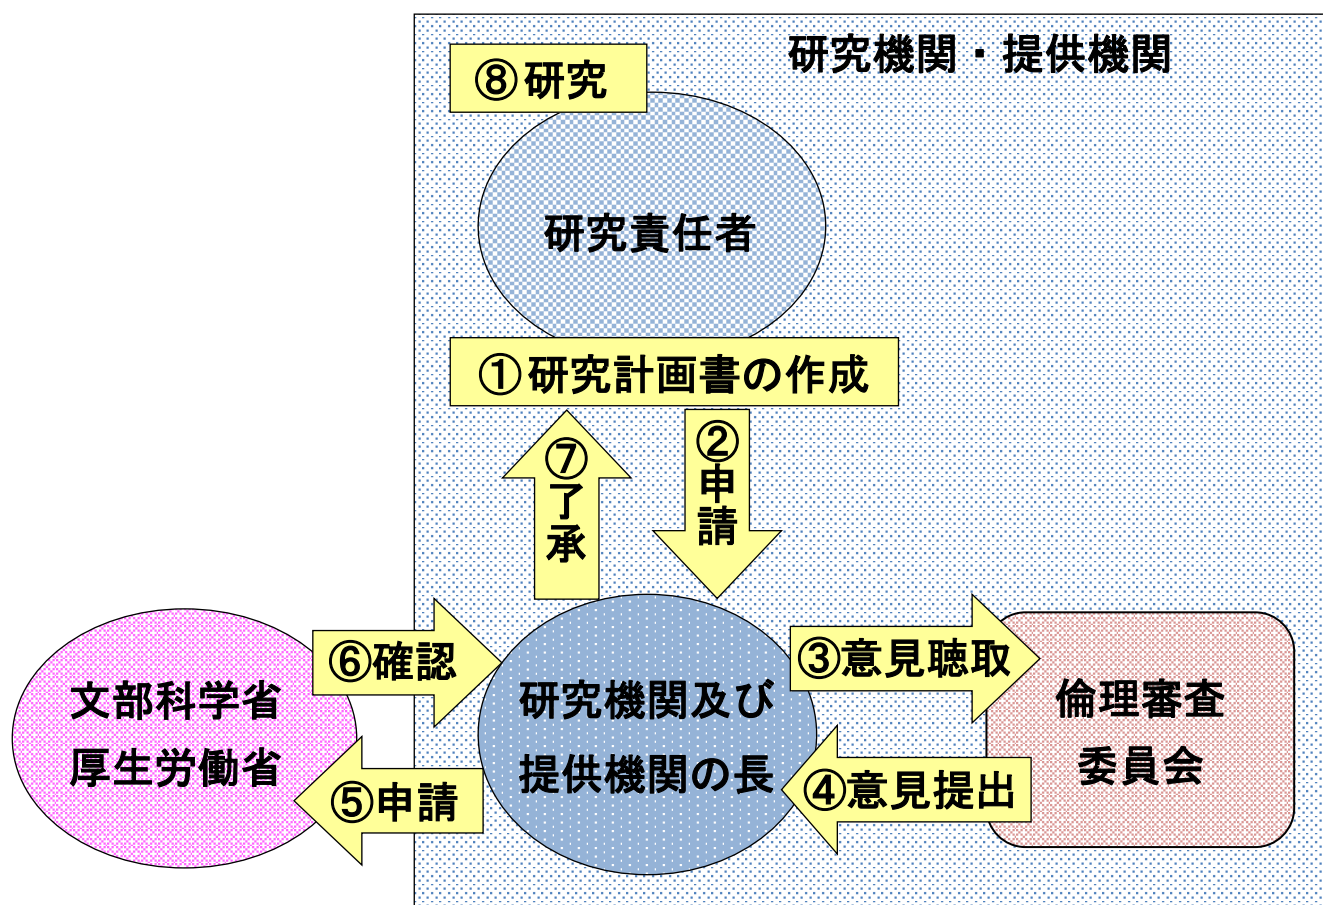 研究機関・提供機関
⑧研究
研究責任者
①研究計画書の作成
②申請
⑦了承
⑥確認
③意見聴取
文部科学省
厚生労働省
研究機関及び
提供機関の長
倫理審査
委員会
⑤申請
④意見提出